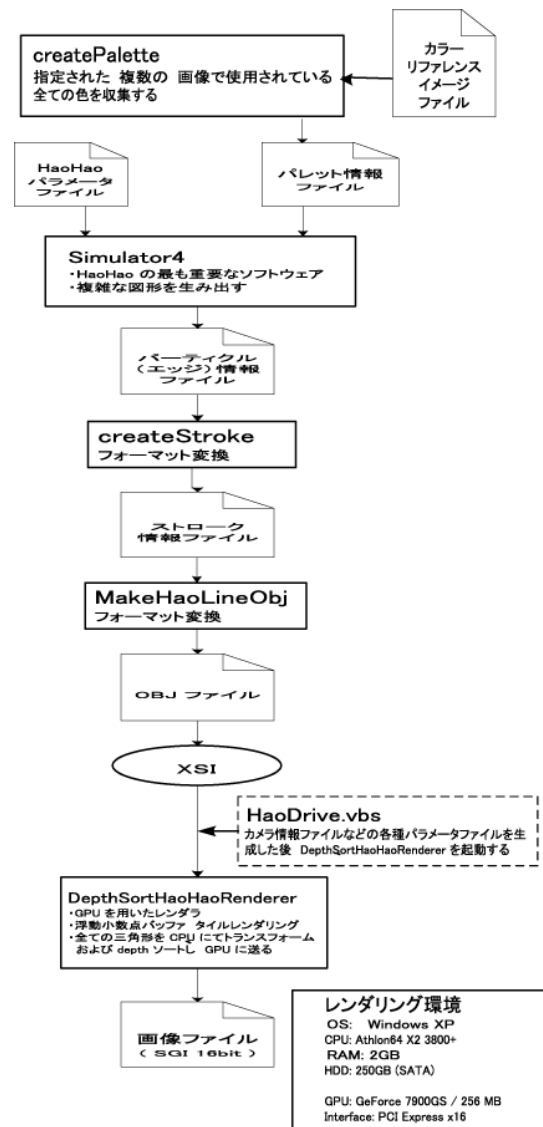 createPalette
指定された 複数の 画像で使用されている
全ての色を収集する
カラー
リファレンス
イメージ
ファイル
HaoHao
パラメータ
ファイル
パレット情報
ファイル
Simulator4
・HaoHao の最も重要なソフトウェア
・複雑な図形を生み出す
パーティクル
(エッジ) 情報
ファイル
createStroke
フォーマット変換
ストローク
情報ファイル
MakeHaoLineObj
フォーマット変換
OBJ ファイル
XSI
HaoDrive.vbs
カメラ情報ファイルなどの各種パラメータファイルを生
成した後 DepthSortHaoHaoRenderer を起動する
DepthSortHaoHaoRenderer
・GPU を用いたレンダラ
・浮動小数点バッファ タイルレンダリング
・全ての三角形を CPU にてトランスフォーム
および depth ソートし GPU に送る
画像ファイル
( SGI 16bit )
レンダリング環境
OS: Windows XP
CPU: Athlon64 X2 3800+
RAM: 2GB
HDD: 250GB (SATA)
GPU: GeForce 7900GS / 256 MB
Interface: PCI Express x16